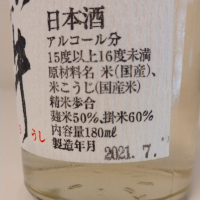 日本酒
アルコール分
15度以上16度未満
原材料名 米(国産)、
米こうじ(国産米)
精米歩合
麹米50%、掛米60%
内容量180ml
製造年月 2021. 7.
うし